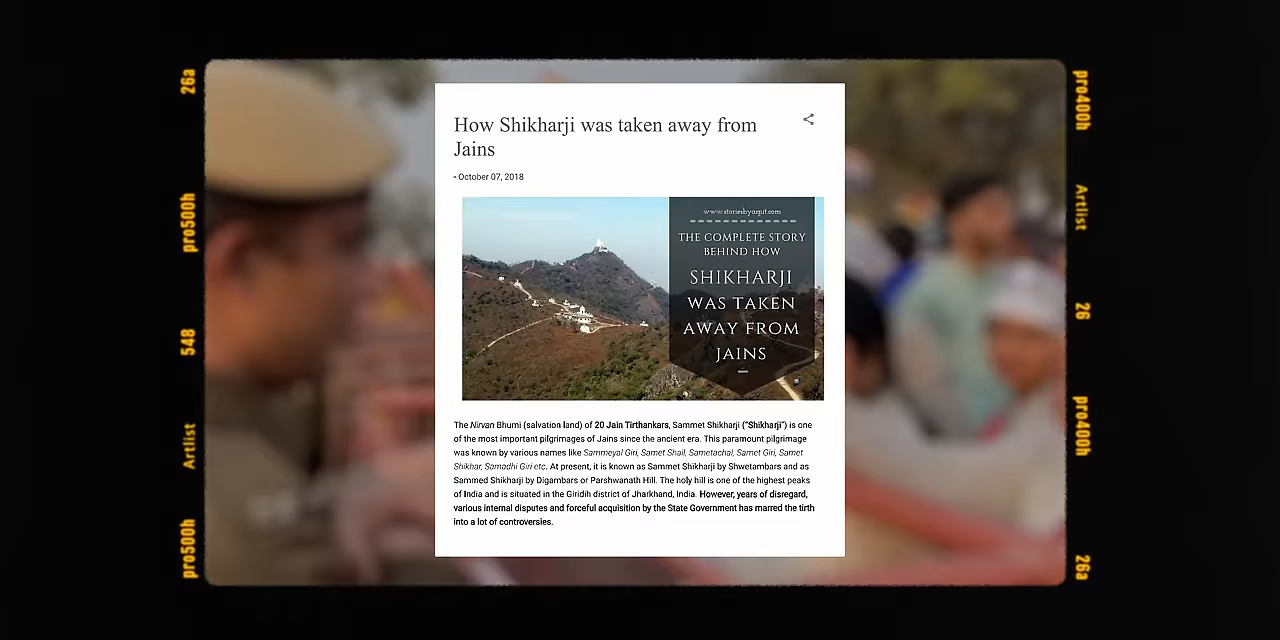 How Shikharji was taken away from
Jains
- October 07, 2018
www.storiesbyarpit.com
THE COMPLETE STORY
BEHIND HOW
SHIKHARJI
WAS TAKEN
AWAY FROM
JAINS
The Nirvan Bhumi (salvation land) of 20 Jain Tirthankars, Sammet Shikharji ("Shikharji") is one
of the most important pilgrimages of Jains since the ancient era. This paramount pilgrimage
was known by various names like Sammeyal Giri, Samet Shail, Sametachal, Samet Giri, Samet
Shikhar, Samadhi Giri etc. At present, it is known as Sammet Shikharji by Shwetambars and as
Sammed Shikharji by Digambars or Parshwanath Hill. The holy hill is one of the highest peaks
of India and is situated in the Giridih district of Jharkhand, India. However, years of disregard,
various internal disputes and forceful acquisition by the State Government has marred the tirth
into a lot of controversies.
26a
pro500h
548
Artlist
pro500h
pro400h
Artlist
26
pro400h
26a